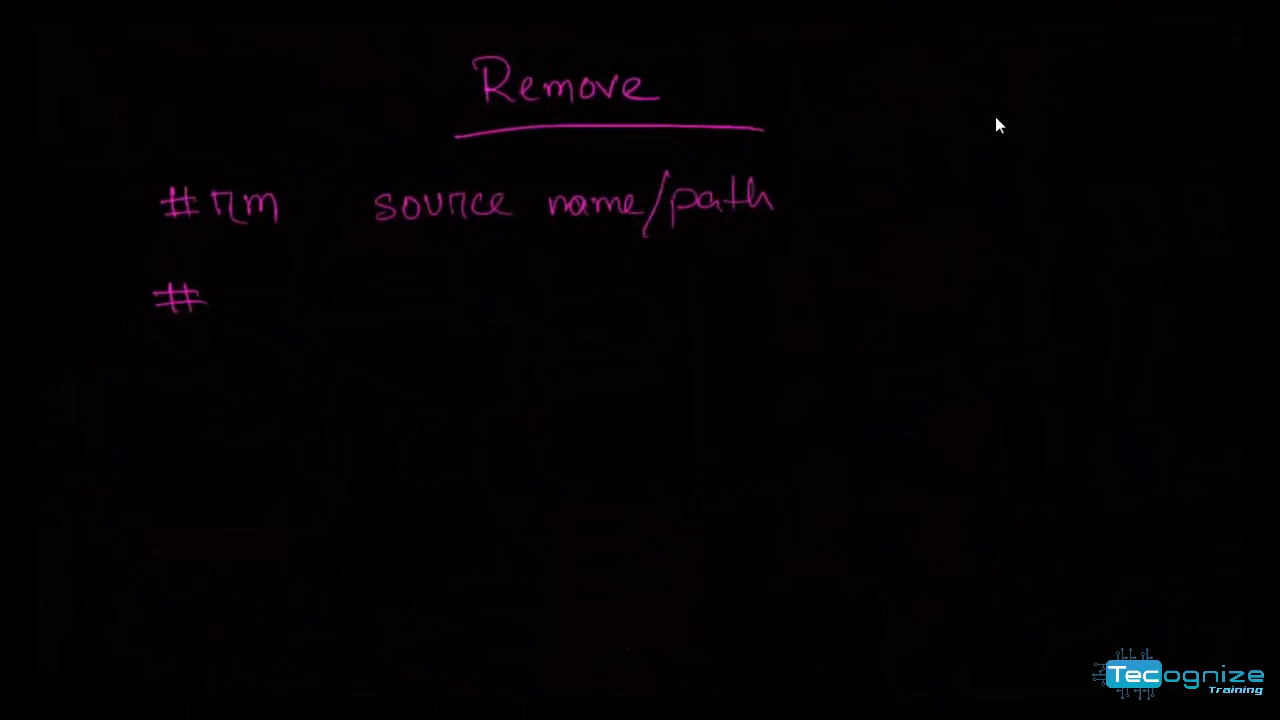 Remove
# rm source name/path
#
Tecognize
Training